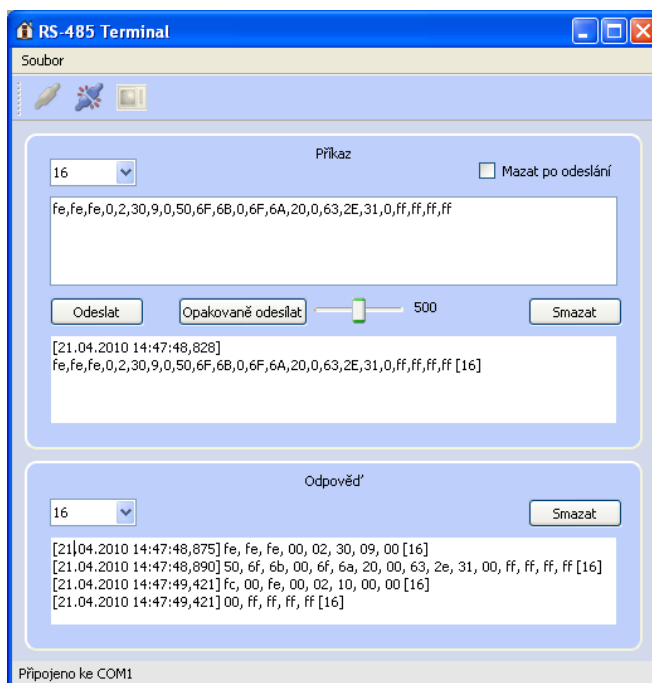 RS-485 Terminal
Soubor
Příkaz
16
Mazat po odeslání
fe,fe,fe,0,2,30,9,0,50,6F,6B,0,6F,6A,20,0,63,2E,31,0,ff,ff,ff,ff
Odeslat Opakovaně odesílat 500 Smazat
[21.04.2010 14:47:48,828]
fe,fe,fe,0,2,30,9,0,50,6F,6B,0,6F,6A,20,0,63,2E,31,0,ff,ff,ff,ff [16]
Odpověď
16 Smazat
[21.04.2010 14:47:48,875] fe, fe, fe, 00, 02, 30, 09, 00 [16]
[21.04.2010 14:47:48,890] 50, 6f, 6b, 00, 6f, 6a, 20, 00, 63, 2e, 31, 00, ff, ff, ff, ff [16]
[21.04.2010 14:47:49,421] fc, 00, fe, 00, 02, 10, 00, 00 [16]
[21.04.2010 14:47:49,421] 00, ff, ff, ff, ff [16]
Připojeno ke COM1